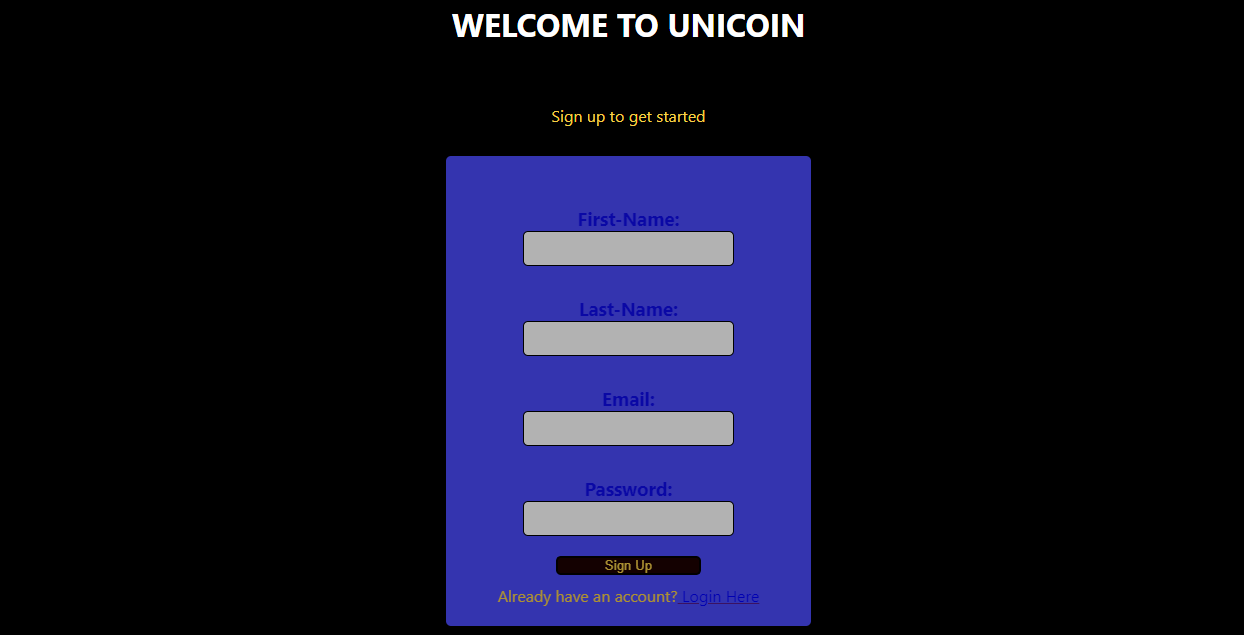 WELCOME TO UNICOIN
Sign up to get started
First-Name:
Last-Name:
Email:
Password:
Sign Up
Already have an account? Login Here